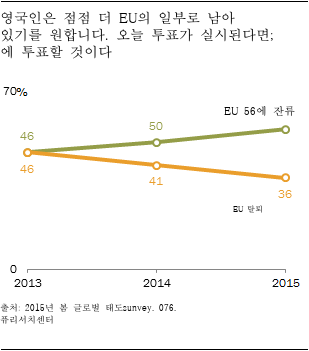 영국인은 점점 더 EU의 일부로 남아
있기를 원합니다. 오늘 투표가 실시된다면;
에 투표할 것이다
70%
EU 56에 잔류
46
50
46
41
36
EU 탈퇴
0
2013
2014
2015
출처: 2015년 봄 글로벌 태도sunvey. 076.
퓨리서치센터